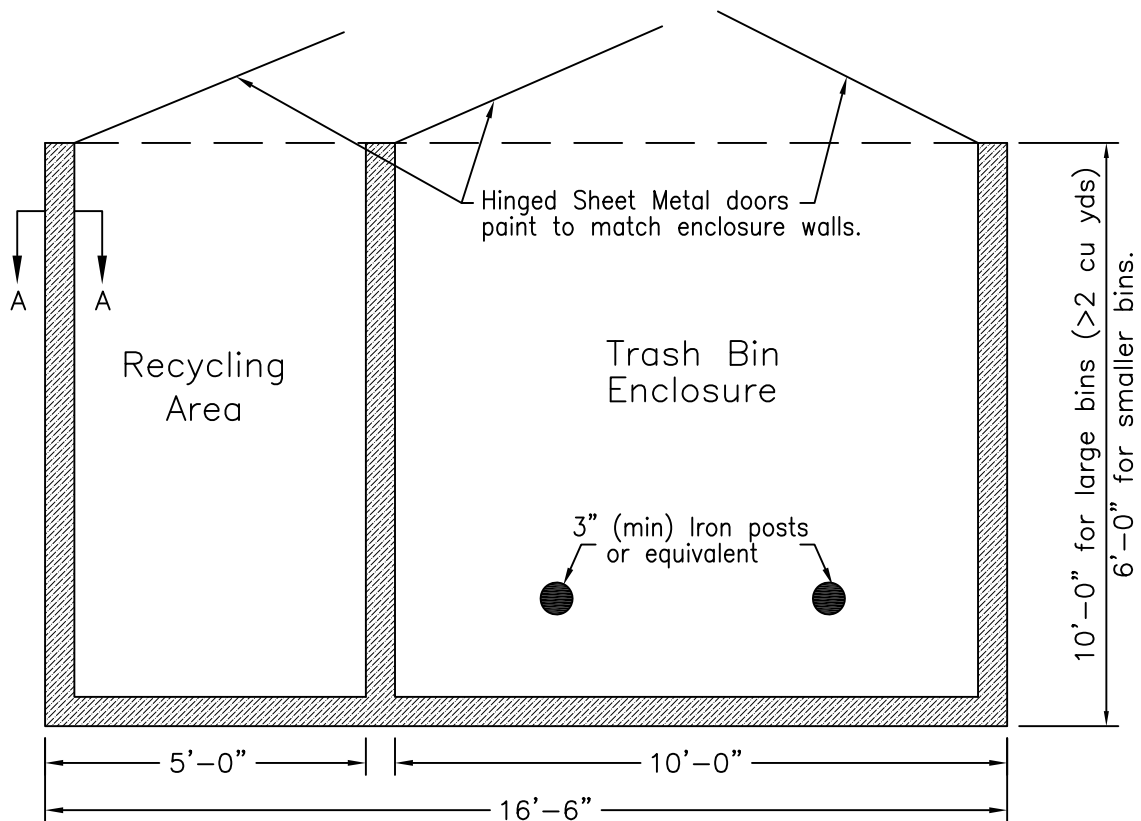 Hinged Sheet Metal doors
paint to match enclosure walls.
A
A
Recycling
Area
Trash Bin
Enclosure
3" (min) Iron posts
or equivalent
10'-0" for large bins (>2 cu yds)
6'-0" for smaller bins.
5'-0"
10'-0"
16'-6"